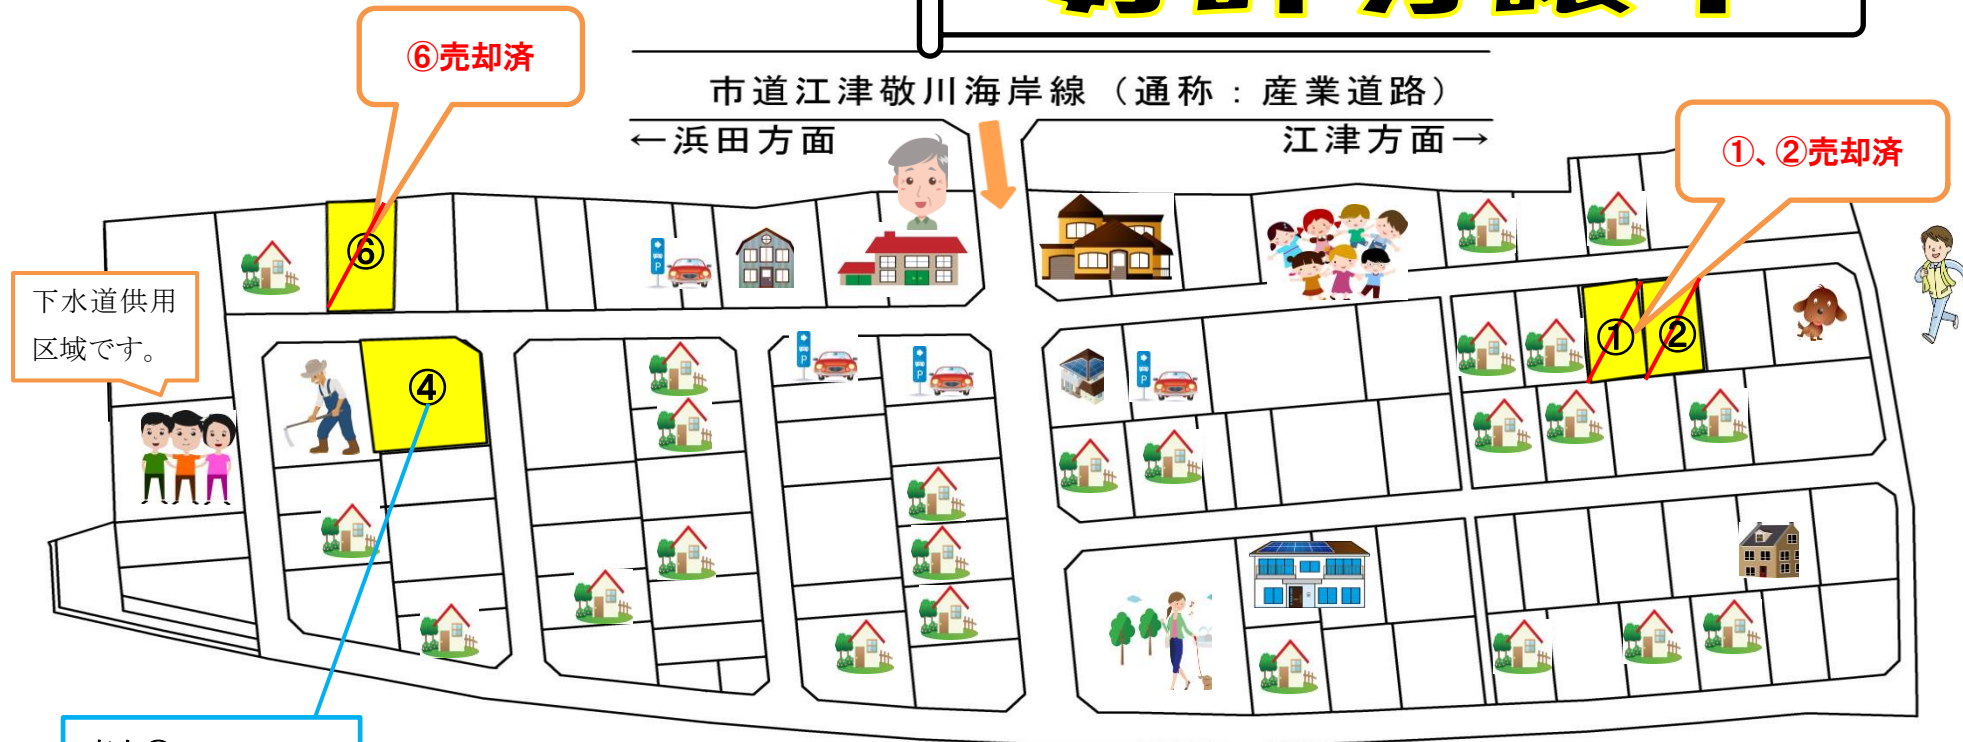 ⑥売却済
市道江津敬川海岸線（通称：産業道路）
←浜田方面
江津方面→
①、②売却済
⑥
下水道供用
区域です。
④
①
②
P
P
P
P